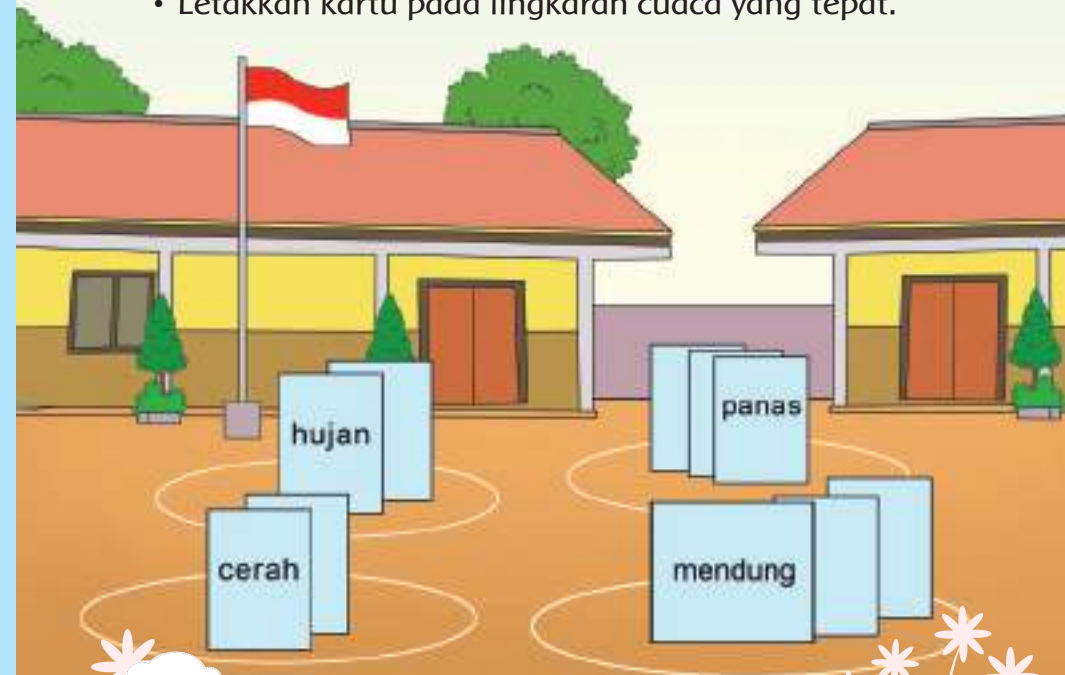 • Letakkan kartu pada lingkaran cuaca yang tepat.
hujan
panas
cerah
mendung